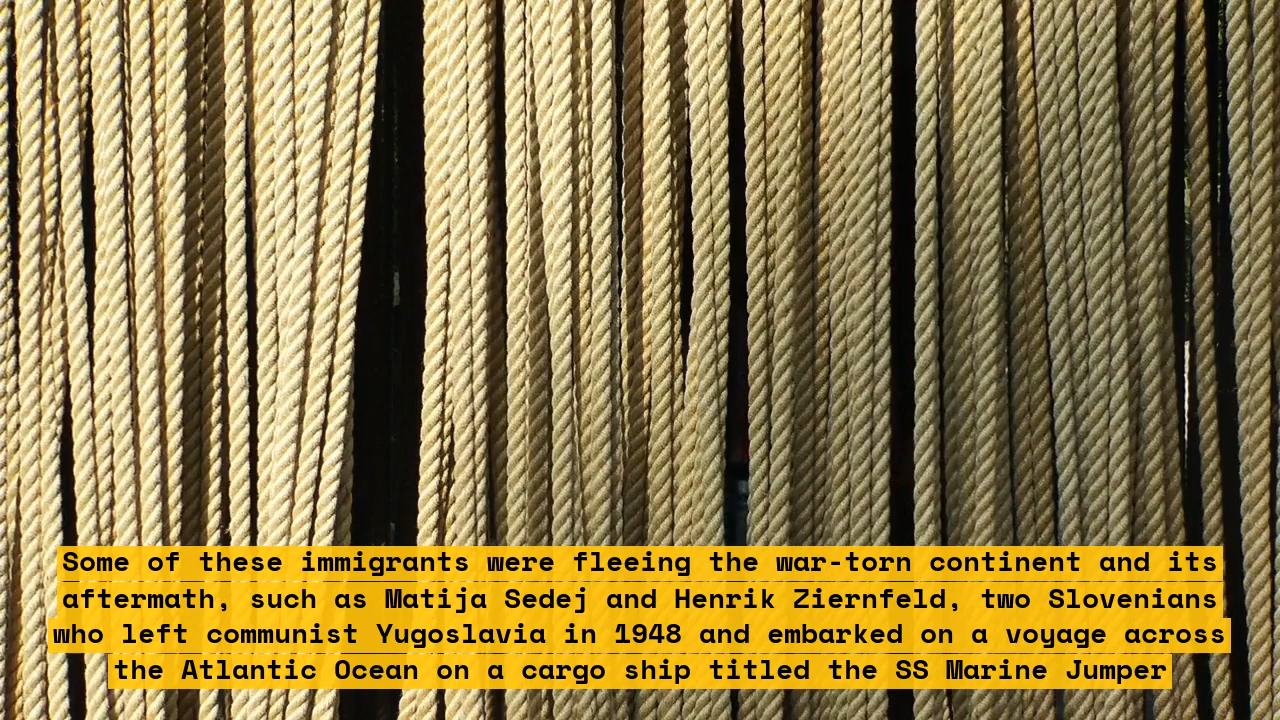 Some of these immigrants were fleeing the war-torn continent and its
aftermath, such as Matija Sedej and Henrik Ziernfeld, two Slovenians
who left communist Yugoslavia in 1948 and embarked on a voyage across
the Atlantic Ocean on a cargo ship titled the SS Marine Jumper